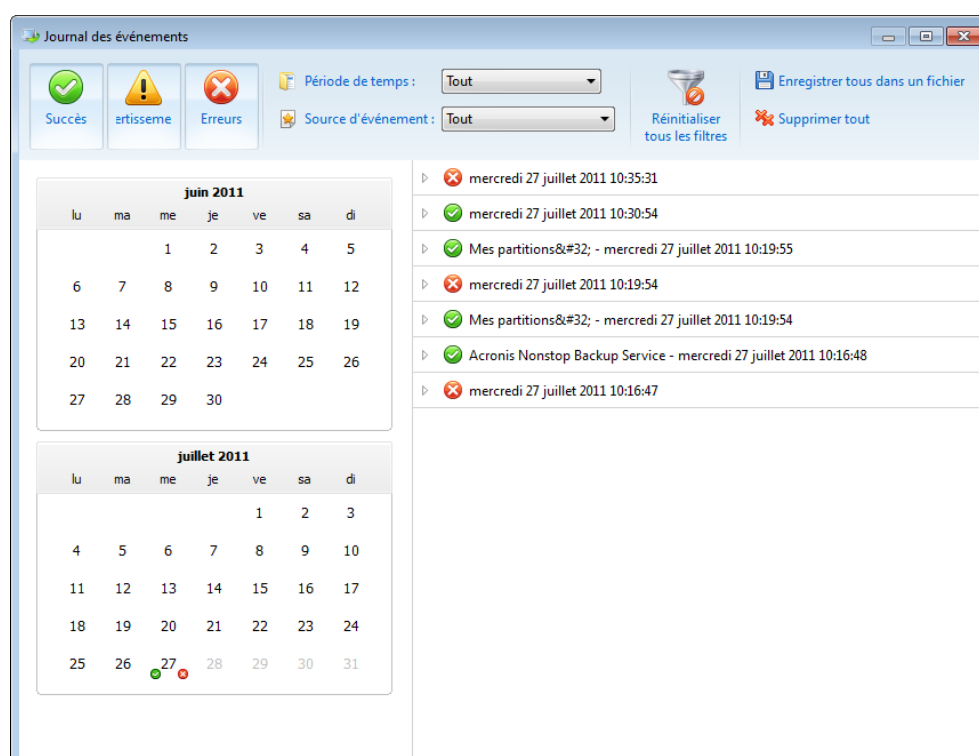 Journal des événements
Succès
ertisseme
Erreurs
Période de temps :
Tout
Source d'événement :
Tout
Réinitialiser
tous les filtres
Enregistrer tous dans un fichier
Supprimer tout
juin 2011
lu ma me je ve sa di
1 2 3 4 5
6 7 8 9 10 11 12
13 14 15 16 17 18 19
20 21 22 23 24 25 26
27 28 29 30
juillet 2011
lu ma me je ve sa di
1 2 3
4 5 6 7 8 9 10
11 12 13 14 15 16 17
18 19 20 21 22 23 24
25 26 27 28 29 30 31
mercredi 27 juillet 2011 10:35:31
mercredi 27 juillet 2011 10:30:54
Mes partitions&#32; - mercredi 27 juillet 2011 10:19:55
mercredi 27 juillet 2011 10:19:54
Mes partitions&#32; - mercredi 27 juillet 2011 10:19:54
Acronis Nonstop Backup Service - mercredi 27 juillet 2011 10:16:48
mercredi 27 juillet 2011 10:16:47